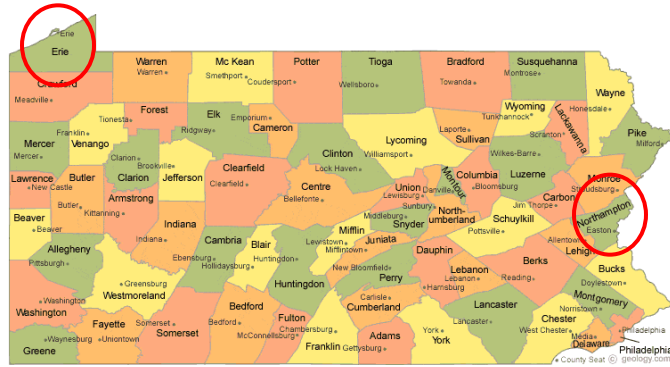 Erie
Erie
Crawford
Meadville
Warren
Warren
Mc Kean
Smethport
Potter
Coudersport
Tioga
Wellsboro
Bradford
Towanda
Susquehanna
Montrose
Wayne
Honesdale
Wyoming
Tunkhannock
Lackawanna
Scranton
Pike
Milford
Mercer
Mercer
Venango
Franklin
Forest
Tionesta
Elk
Ridgway
Cameron
Emporium
Clarion
Clarion
Jefferson
Brookville
Clearfield
Clearfield
Clinton
Lock Haven
Lycoming
Williamsport
Sullivan
Laporte
Luzerne
Wilkes-Barre
Columbia
Bloomsburg
Montour
Danville
Monroe
Stroudsburg
Carbon
Jim Thorpe
Northampton
Easton
Lawrence
New Castle
Butler
Butler
Armstrong
Kittanning
Indiana
Indiana
Centre
Bellefonte
Union
Lewisburg
North-
umberland
Sunbury
Snyder
Middleburg
Schuylkill
Pottsville
Lehigh
Allentown
Beaver
Beaver
Allegheny
Pittsburgh
Westmoreland
Greensburg
Cambria
Ebensburg
Blair
Hollidaysburg
Huntingdon
Huntingdon
Mifflin
Lewistown
Juniata
Mifflintown
Perry
New Bloomfield
Dauphin
Harrisburg
Lebanon
Lebanon
Berks
Reading
Bucks
Doylestown
Montgomery
Norristown
Washington
Washington
Greene
Waynesburg
Fayette
Uniontown
Somerset
Somerset
Bedford
Bedford
Fulton
McConnellsburg
Franklin
Chambersburg
Cumberland
Carlisle
Adams
Gettysburg
York
York
Lancaster
Lancaster
Chester
West Chester
Delaware
Media
Philadelphia
Philadelphia
County Seat © geology.com